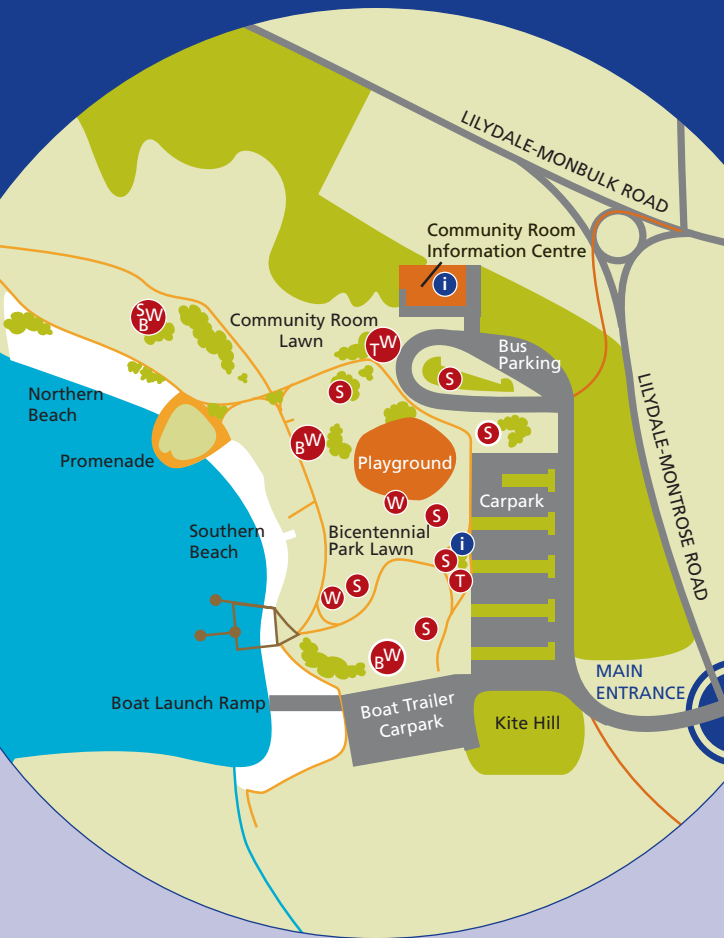 LILYDALE-MONBULK ROAD
Community Room
Information Centre
i
S
W
B
Community Room
Lawn
T
W
Bus
Parking
S
S
Northern
Beach
S
B
W
Promenade
Playground
W
Carpark
S
LILYDALE-MONTROSE ROAD
Southern
Beach
Bicentennial
Park Lawn
i
S
T
S
W
S
B
W
MAIN
ENTRANCE
Boat Launch Ramp
Boat Trailer
Carpark
Kite Hill